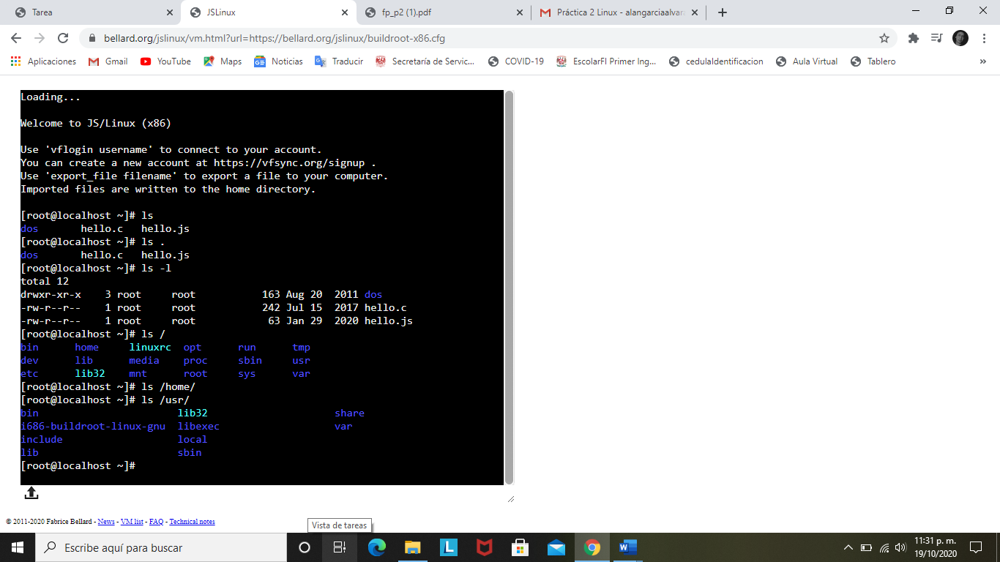 Tarea
JSLinux
fp_p2 (1).pdf
Práctica 2 Linux - alangarciaalvar
bellard.org/jslinux/vm.html?url=https://bellard.org/jslinux/buildroot-x86.cfg
Aplicaciones Gmail YouTube Maps Noticias Traducir Secretaría de Servic... COVID-19 EscolarFI Primer Ing... cedulaIdentificacion Aula Virtual Tablero »
Loading...
Welcome to JS/Linux (x86)
Use 'vflogin username' to connect to your account.
You can create a new account at https://vfsync.org/signup .
Use 'export_file filename' to export a file to your computer.
Imported files are written to the home directory.
[root@localhost ~]# ls
dos       hello.c   hello.js
[root@localhost ~]# ls .
dos       hello.c   hello.js
[root@localhost ~]# ls -l
total 12
drwxr-xr-x    3 root     root           163 Aug 20  2011 dos
-rw-r--r--    1 root     root           242 Jul 15  2017 hello.c
-rw-r--r--    1 root     root            63 Jan 29  2020 hello.js
[root@localhost ~]# ls /
bin      home     linuxrc  opt      run      tmp
dev      lib      media    proc     sbin     usr
etc      lib32    mnt      root     sys      var
[root@localhost ~]# ls /home/
[root@localhost ~]# ls /usr/
bin                       lib32                     share
i686-buildroot-linux-gnu  libexec                   var
include                   local
lib                       sbin
[root@localhost ~]#
© 2011-2020 Fabrice Bellard - News - VM list - FAQ - Technical notes
Vista de tareas
Escribe aquí para buscar
11:31 p. m.
19/10/2020